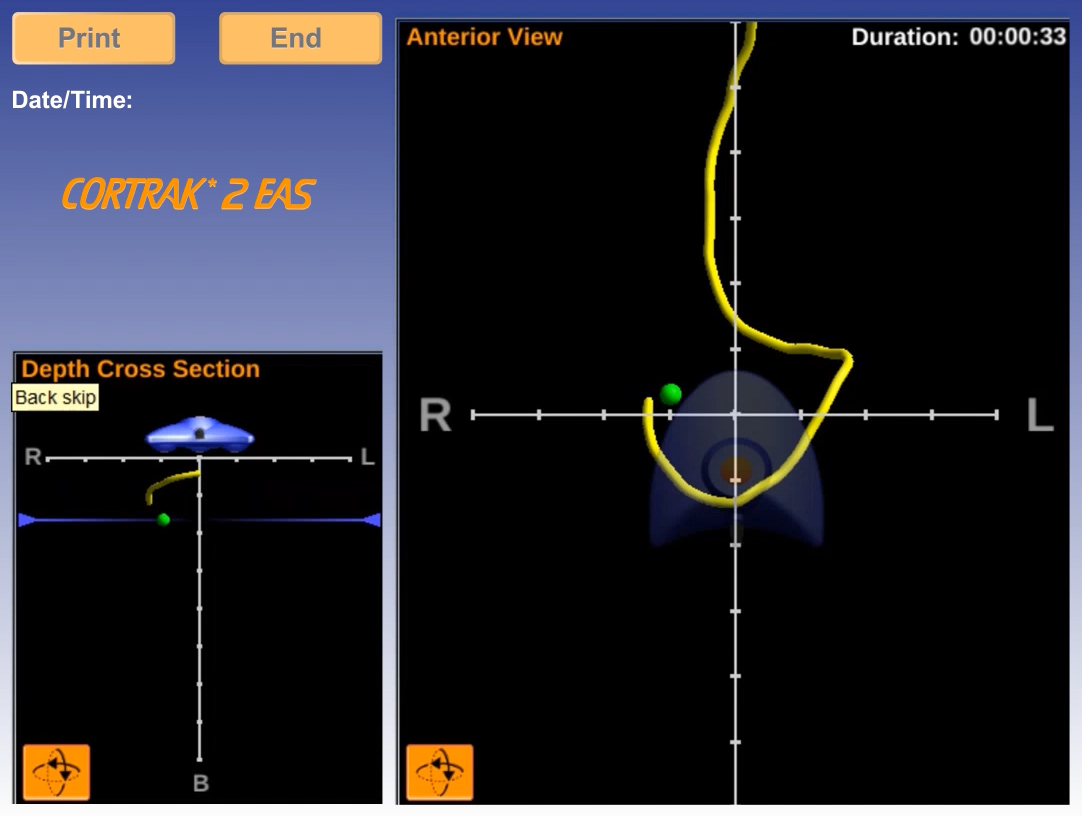 Print
End
Date/Time:
CORTRAK* 2 EAS
Depth Cross Section
Back skip
R
L
B
Anterior View
Duration: 00:00:33
R
L